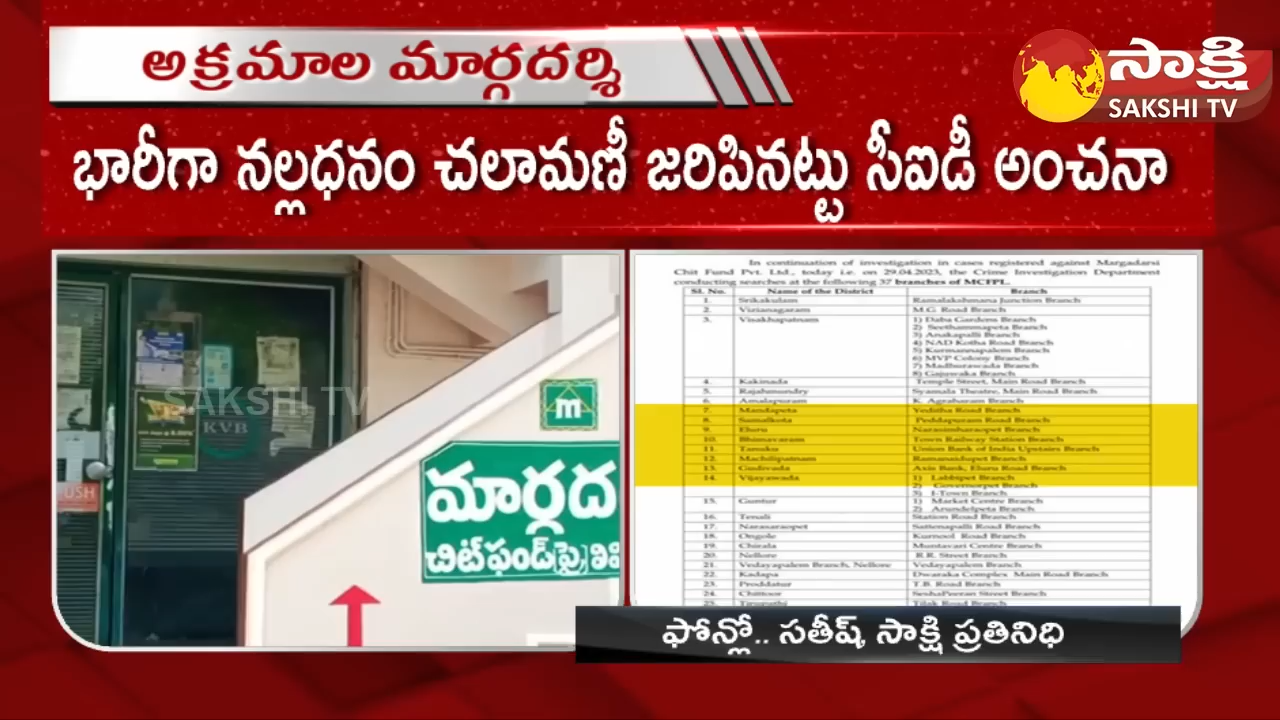 అక్రమాల మార్గదర్శి
సాక్షి
SAKSHI TV
భారీగా నల్లధనం చలామణీ జరిపినట్టు సీఐడీ అంచనా
SAKSHI TV
KVB
PUSH
m
మార్గద
చిట్‌ఫండ్‌ప్రైవి
In continuation of investigation in cases registered against Margadarsi
Chit Fund Pvt. Ltd., today i.e. on 29.04.2023, the Crime Investigation Department
conducting searches at the following 37 branches of MCFPL.
Sl. No. Name of the District Branch
1. Srikakulam Ramalakshmana Junction Branch
2. Vizianagaram M.G. Road Branch
3. Visakhapatnam 1) Daba Gardens Branch
2) Seethammapeta Branch
3) Anakapalli Branch
4) NAD Kotha Road Branch
5) Kurmannapalem Branch
6) MVP Colony Branch
7) Madhurawada Branch
8) Gajuwaka Branch
4. Kakinada Temple Street, Main Road Branch
5. Rajahmundry Syamala Theatre, Main Road Branch
6. Amalapuram K. Agraharam Branch
7. Mandapeta Yeditha Road Branch
8. Samalkota Peddapuram Road Branch
9. Eluru Narasimharaopet Branch
10. Bhimavaram Town Railway Station Branch
11. Tanuku Union Bank of India Upstairs Branch
12. Machilipatnam Ramanaidupet Branch
13. Gudivada Axis Bank, Eluru Road Branch
14. Vijayawada 1) Labbipet Branch
2) Governorpet Branch
3) I-Town Branch
15. Guntur 1) Market Centre Branch
2) Arundelpeta Branch
16. Tenali Station Road Branch
17. Narasaraopet Sattenapalli Road Branch
18. Ongole Kurnool Road Branch
19. Chirala Muntavari Centre Branch
20. Nellore R.R. Street Branch
21. Vedayapalem Branch, Nellore Vedayapalem Branch
22. Kadapa Dwaraka Complex Main Road Branch
23. Proddatur T.B. Road Branch
24. Chittoor SeshaPeeran Street Branch
25. Tirupathi Tilak Road Branch
ఫోన్లో.. సతీష్, సాక్షి ప్రతినిధి